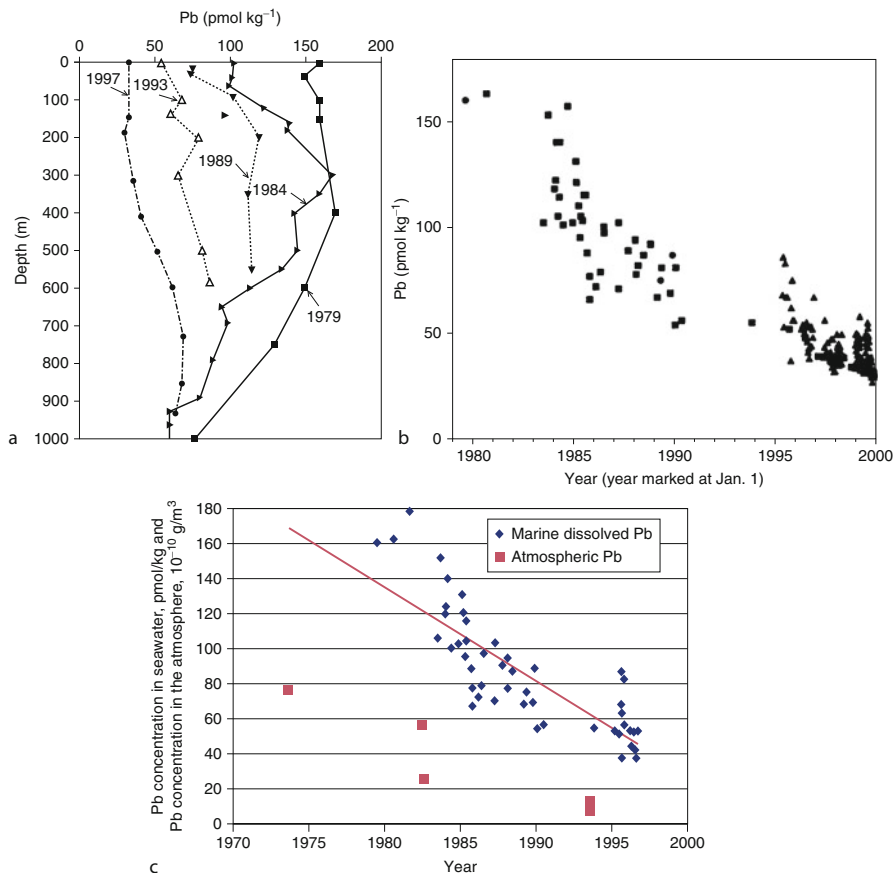 Pb (pmol kg⁻¹)
0 50 100 150 200
0
100
200
300
400
500
600
700
800
900
1000
Depth (m)
1997
1993
1989
1984
1979
a
150
100
50
0
Pb (pmol kg⁻¹)
1980 1985 1990 1995 2000
Year (year marked at Jan. 1)
b
Pb concentration in seawater, pmol/kg and
Pb concentration in the atmosphere, 10⁻¹⁰ g/m³
180
160
140
120
100
80
60
40
20
0
Marine dissolved Pb
Atmospheric Pb
1970 1975 1980 1985 1990 1995 2000
Year
c